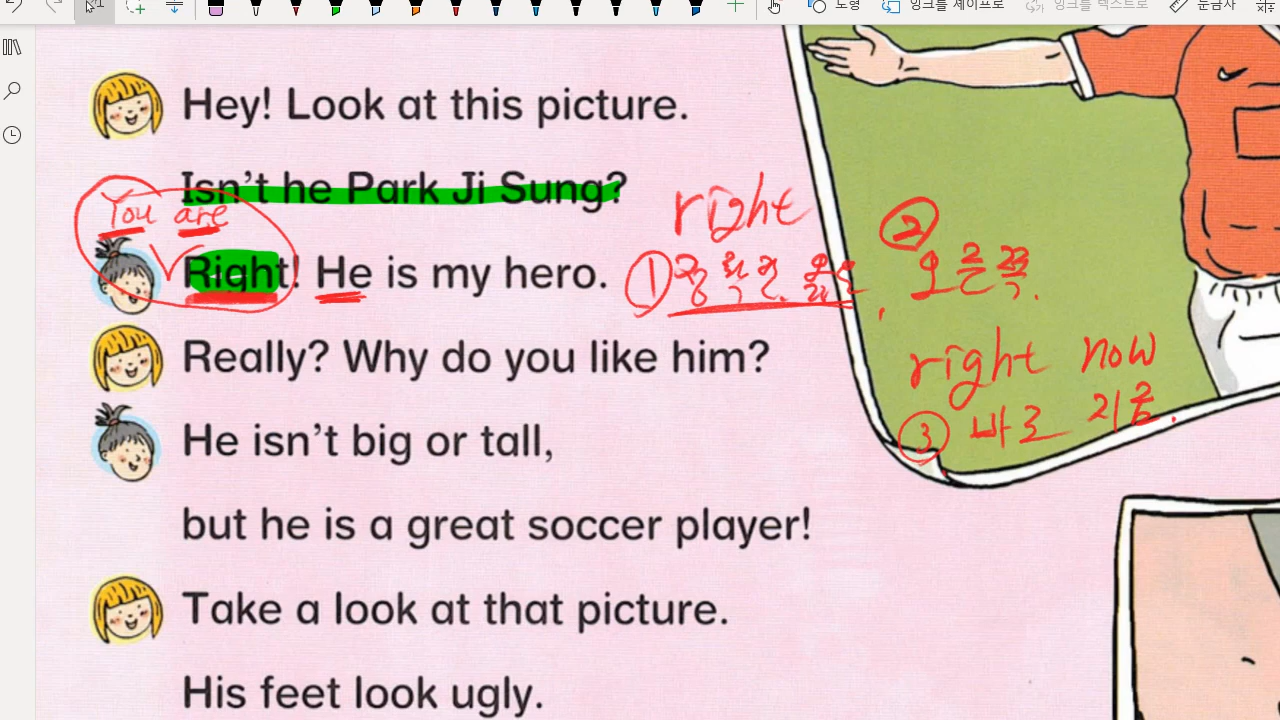 도형 잉크를 셰이프로 잉크를 텍스트로 눈금자
Hey! Look at this picture.
Isn't he Park Ji Sung?
You are
Right! He is my hero.
right
① 정확한, 옳은, ② 오른쪽.
right now
③ 바로 지금.
Really? Why do you like him?
He isn't big or tall,
but he is a great soccer player!
Take a look at that picture.
His feet look ugly.